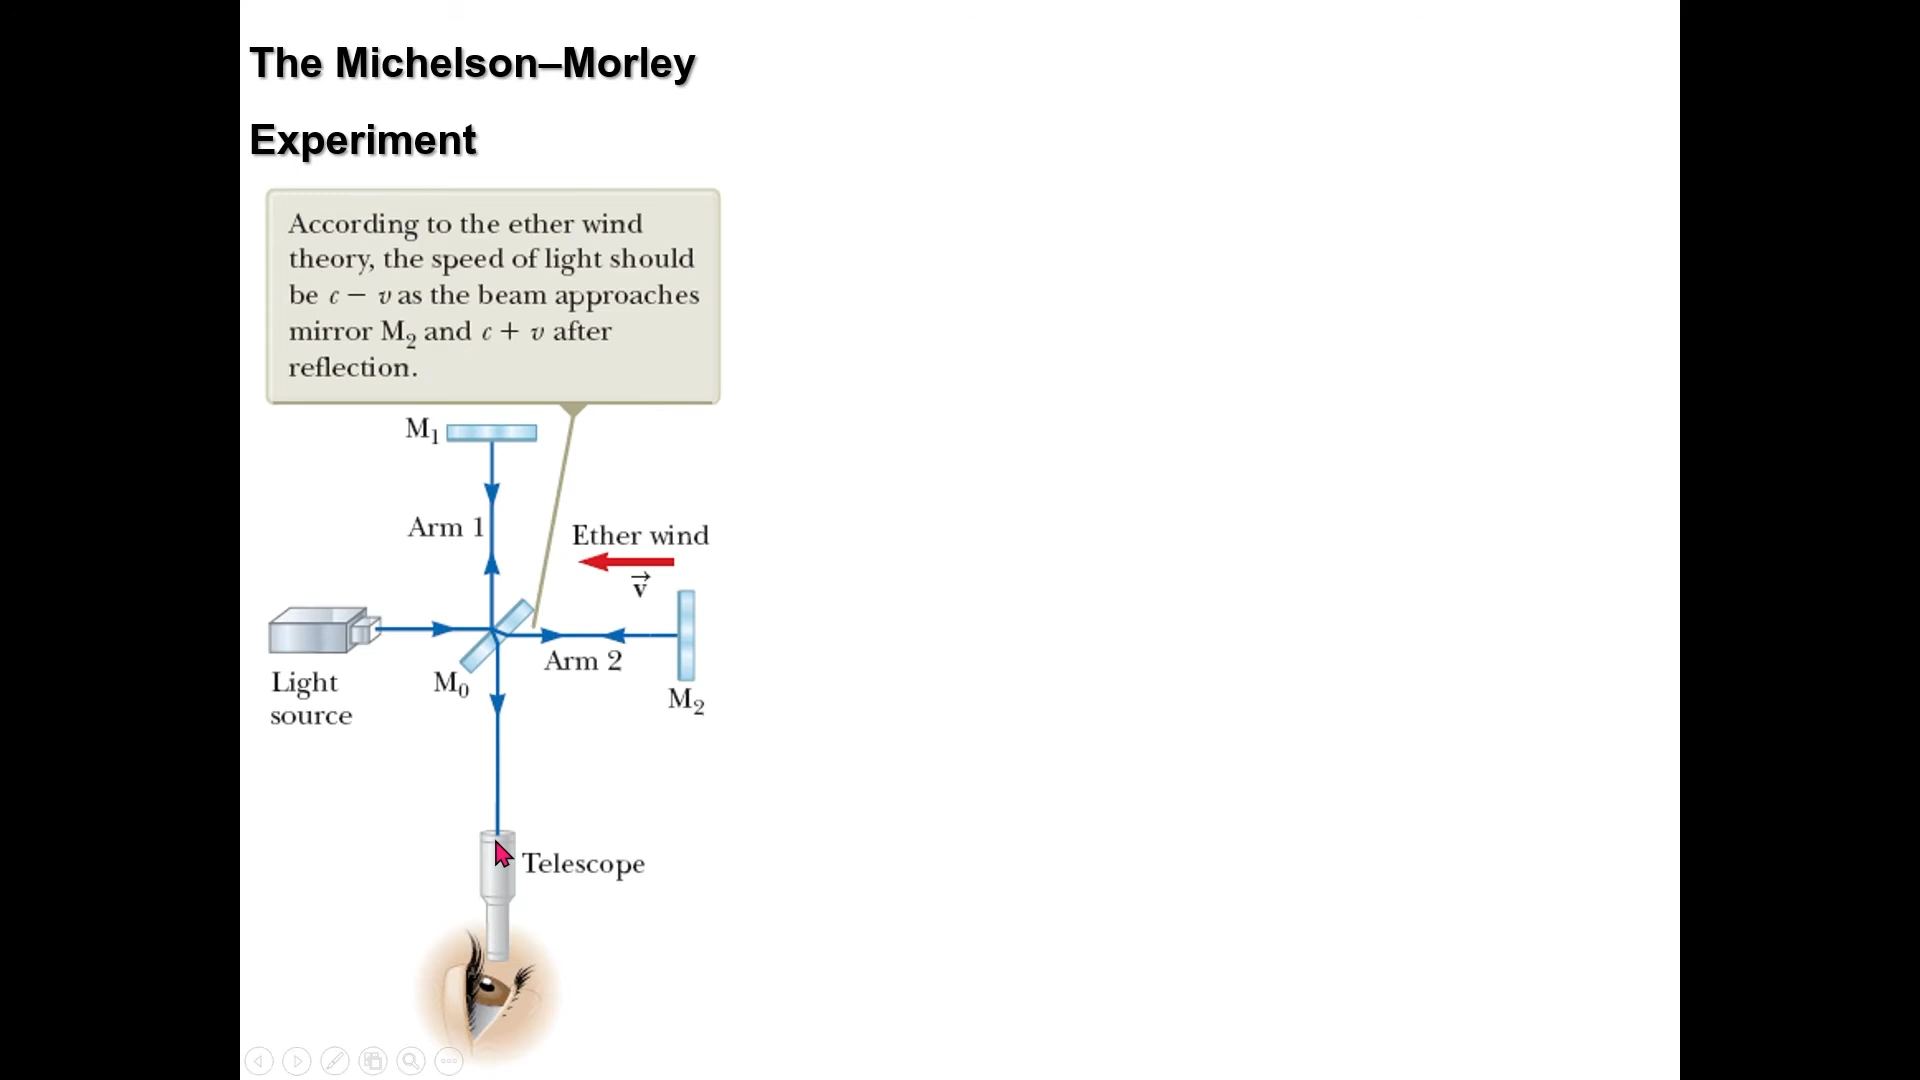 The Michelson–Morley
Experiment
According to the ether wind
theory, the speed of light should
be c − v as the beam approaches
mirror M₂ and c + v after
reflection.
M₁
Arm 1
Ether wind
v⃗
Arm 2
Light
source
M₀
M₂
Telescope